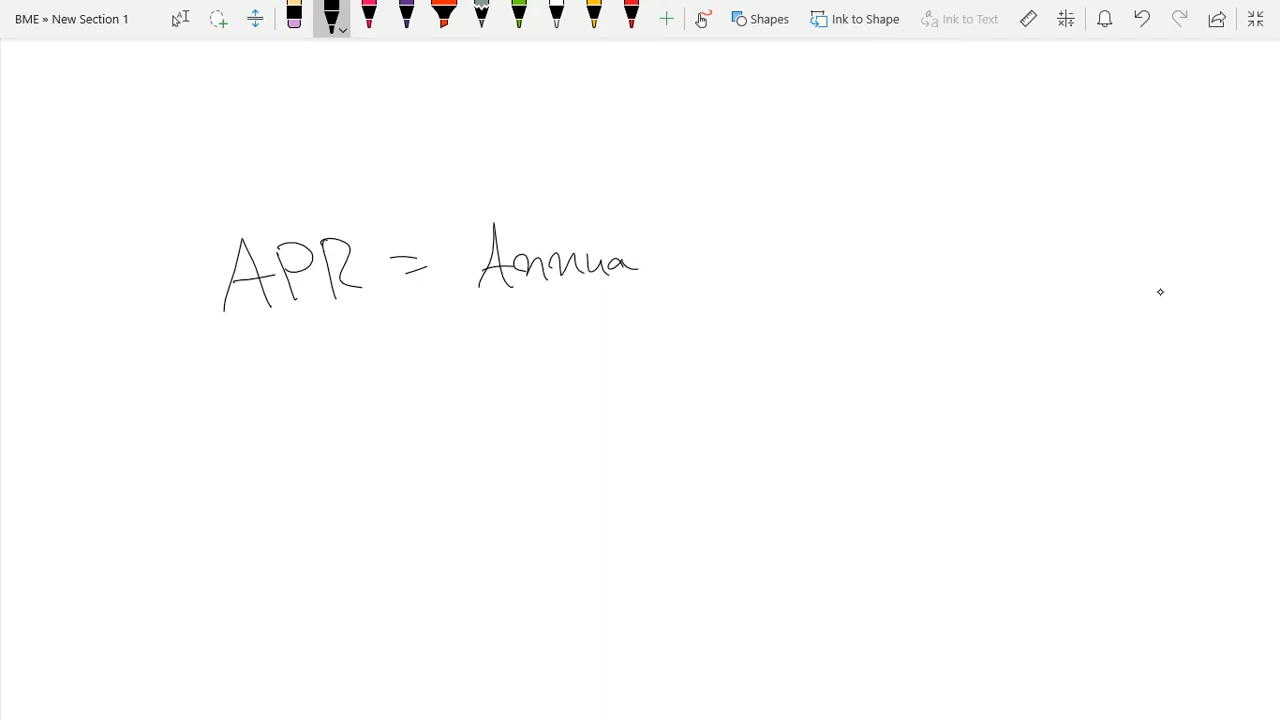 BME » New Section 1 Shapes Ink to Shape Ink to Text
APR = Annua